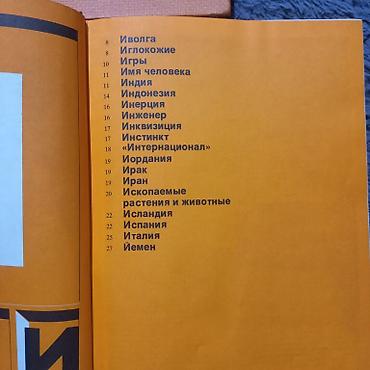 8 Иволга
8 Иглокожие
10 Игры
11 Имя человека
11 Индия
14 Индонезия
16 Инерция
16 Инженер
17 Инквизиция
17 Инстинкт
18 «Интернационал»
19 Иордания
19 Ирак
19 Иран
20 Ископаемые
растения и животные
22 Исландия
22 Испания
25 Италия
27 Йемен
И